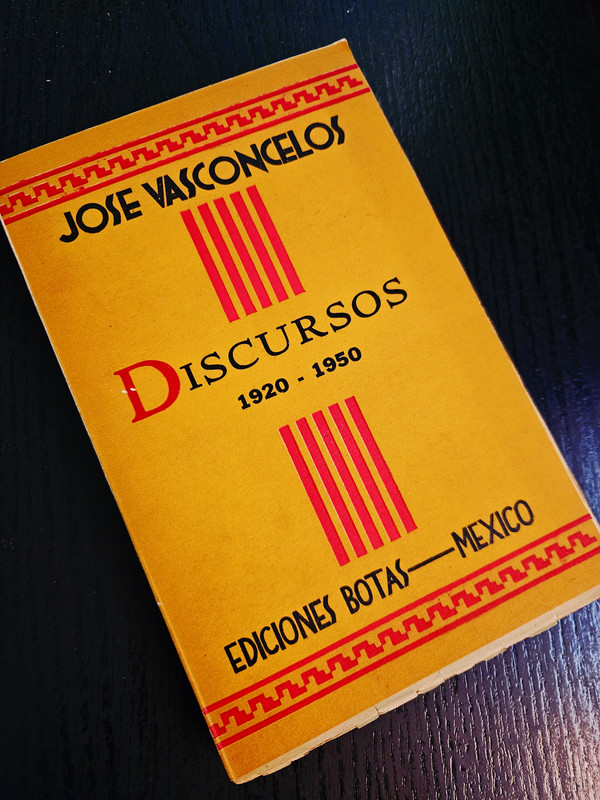 JOSE VASCONCELOS
DISCURSOS
1920 - 1950
EDICIONES BOTAS—MEXICO